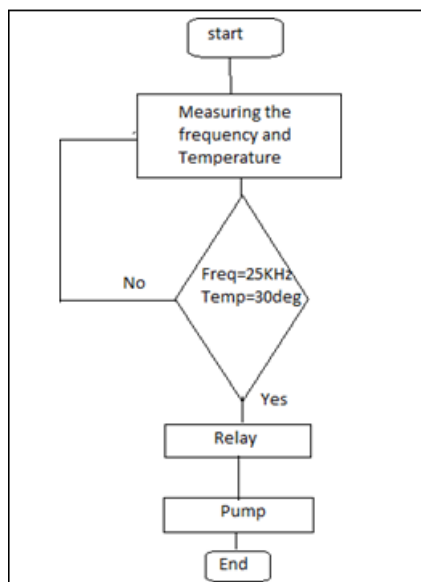 start
Measuring the
frequency and
Temperature
Freq=25KHz
Temp=30deg
No
Yes
Relay
Pump
End